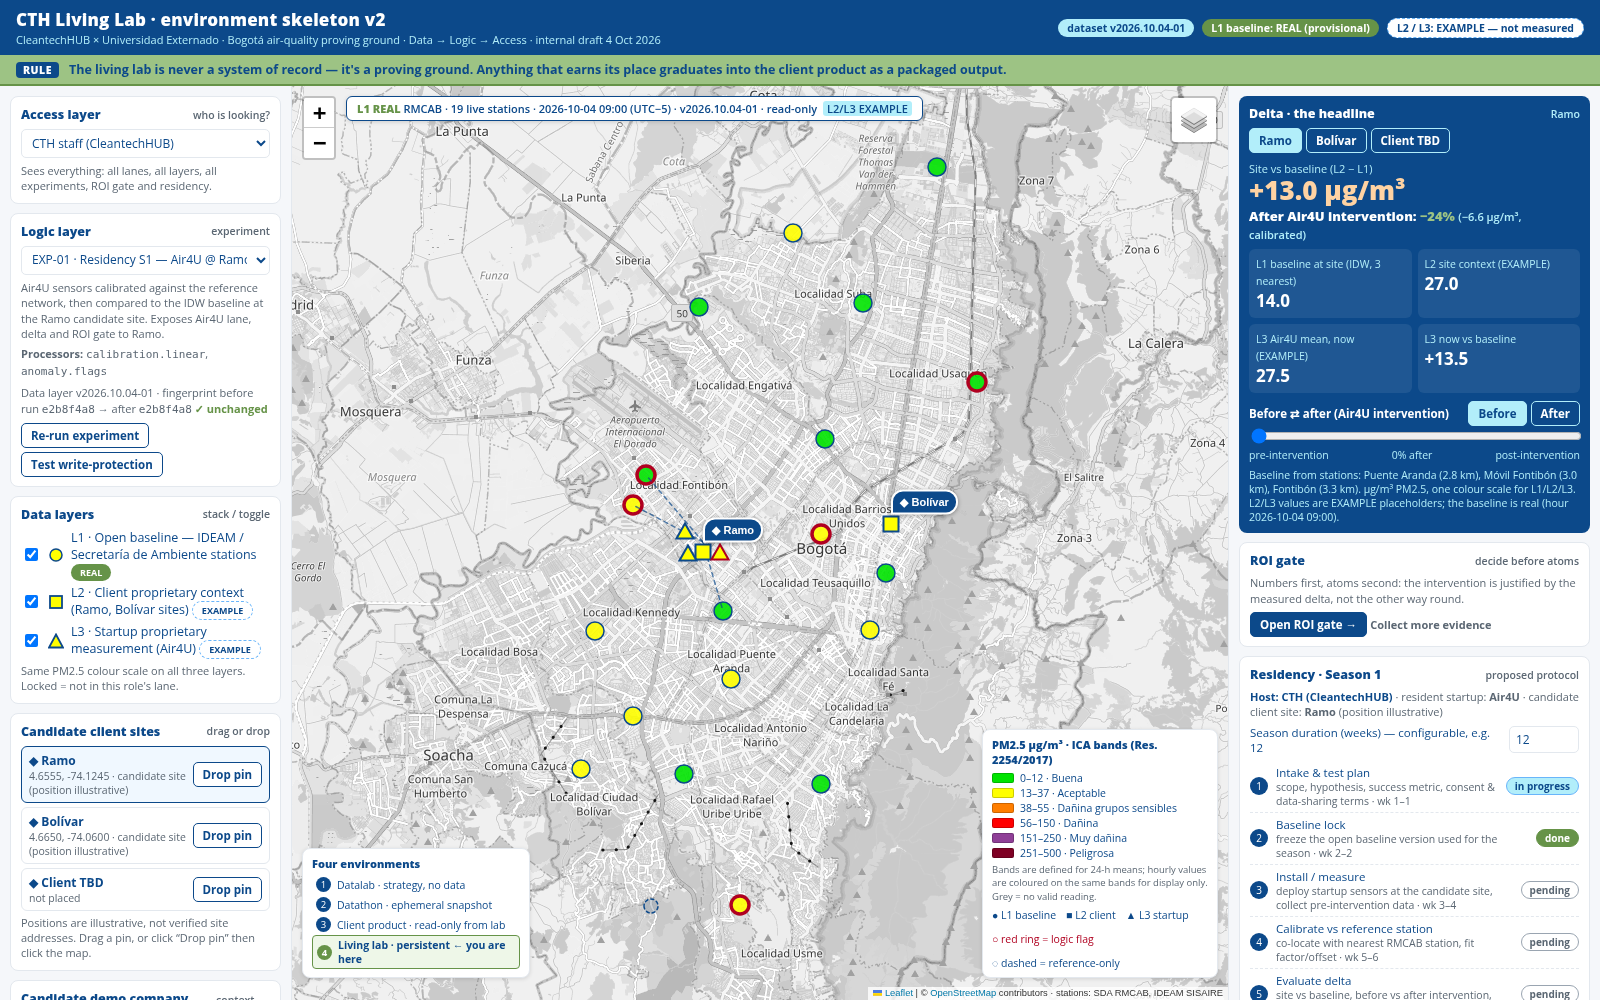 CTH Living Lab · environment skeleton v2
CleantechHUB × Universidad Externado · Bogotá air-quality proving ground · Data → Logic → Access · internal draft 4 Oct 2026
dataset v2026.10.04-01
L1 baseline: REAL (provisional)
L2 / L3: EXAMPLE — not measured
RULE
The living lab is never a system of record — it's a proving ground. Anything that earns its place graduates into the client product as a packaged output.
Access layer
who is looking?
CTH staff (CleantechHUB)
Sees everything: all lanes, all layers, all
experiments, ROI gate and residency.
Logic layer
experiment
EXP-01 · Residency S1 — Air4U @ Ramo
Air4U sensors calibrated against the reference
network, then compared to the IDW baseline at
the Ramo candidate site. Exposes Air4U lane,
delta and ROI gate to Ramo.
Processors: calibration.linear,
anomaly.flags
Data layer v2026.10.04-01 · fingerprint before
run e2b8f4a8 → after e2b8f4a8 ✓ unchanged
Re-run experiment
Test write-protection
Data layers
stack / toggle
L1 · Open baseline — IDEAM /
Secretaría de Ambiente stations
REAL
L2 · Client proprietary context
(Ramo, Bolívar sites) EXAMPLE
L3 · Startup proprietary
measurement (Air4U) EXAMPLE
Same PM2.5 colour scale on all three layers.
Locked = not in this role's lane.
Candidate client sites
drag or drop
◆ Ramo
4.6555, -74.1245 · candidate site
(position illustrative)
Drop pin
◆ Bolívar
4.6650, -74.0600 · candidate site
(position illustrative)
Drop pin
◆ Client TBD
not placed
Drop pin
Positions are illustrative, not verified site
addresses. Drag a pin, or click “Drop pin” then
click the map.
Candidate demo company
context
+
−
L1 REAL RMCAB · 19 live stations · 2026-10-04 09:00 (UTC−5) · v2026.10.04-01 · read-only L2/L3 EXAMPLE
Cota
La Punta
Sabana Centro
Cota
Reserva
Forestal
Thomas
Van der
Hammen
Zona 7
La Punta
Zona 6
Siberia
Funza
Localidad Suba
drid
50
La Calera
Funza
Localidad Usaquén
Localidad Engativá
Mosquera
Aeropuerto
Internacional
El Dorado
Zona 4
Mosquera
Localidad Fontibón
El Salitre
◆ Bolívar
Localidad Barrios
Unidos
◆ Ramo
Bogotá
Zona 3
Cerro El
Gordo
Localidad Teusaquillo
Localidad Kennedy
Localidad Bosa
Localidad Puente
Aranda
Localidad Santa
Fé
Comuna La
Despensa
Localidad La
Candelaria
Po
Localidad Antonio
Nariño
co
Soacha
Comuna Cazucá
Comuna San
Humberto
Localidad Ciudad
Bolívar
Localidad Rafael
Uribe Uribe
Localidad Usme
Four environments
1 Datalab · strategy, no data
2 Datathon · ephemeral snapshot
3 Client product · read-only from lab
4 Living lab · persistent ← you are
here
PM2.5 µg/m³ · ICA bands (Res.
2254/2017)
0–12 · Buena
13–37 · Aceptable
38–55 · Dañina grupos sensibles
56–150 · Dañina
151–250 · Muy dañina
251–500 · Peligrosa
Bands are defined for 24-h means; hourly values
are coloured on the same bands for display only.
Grey = no valid reading.
● L1 baseline ■ L2 client ▲ L3 startup
○ red ring = logic flag
○ dashed = reference-only
Leaflet | © OpenStreetMap contributors · stations: SDA RMCAB, IDEAM SISAIRE
Delta · the headline
Ramo
Ramo
Bolívar
Client TBD
Site vs baseline (L2 − L1)
+13.0 µg/m³
After Air4U intervention: −24% (−6.6 µg/m³,
calibrated)
L1 baseline at site (IDW, 3
nearest)
14.0
L2 site context (EXAMPLE)
27.0
L3 Air4U mean, now
(EXAMPLE)
27.5
L3 now vs baseline
+13.5
Before ⇄ after (Air4U intervention)
Before
After
pre-intervention
0% after
post-intervention
Baseline from stations: Puente Aranda (2.8 km), Móvil Fontibón (3.0
km), Fontibón (3.3 km). µg/m³ PM2.5, one colour scale for L1/L2/L3.
L2/L3 values are EXAMPLE placeholders; the baseline is real (hour
2026-10-04 09:00).
ROI gate
decide before atoms
Numbers first, atoms second: the intervention is justified by the
measured delta, not the other way round.
Open ROI gate →
Collect more evidence
Residency · Season 1
proposed protocol
Host: CTH (CleantechHUB) · resident startup: Air4U · candidate
client site: Ramo (position illustrative)
Season duration (weeks) — configurable, e.g.
12
12
1 Intake & test plan
scope, hypothesis, success metric, consent &
data-sharing terms · wk 1–1
in progress
2 Baseline lock
freeze the open baseline version used for the
season · wk 2–2
done
3 Install / measure
deploy startup sensors at the candidate site,
collect pre-intervention data · wk 3–4
pending
4 Calibrate vs reference station
co-locate with nearest RMCAB station, fit
factor/offset · wk 5–6
pending
5 Evaluate delta
site vs baseline, before vs after intervention,
pending